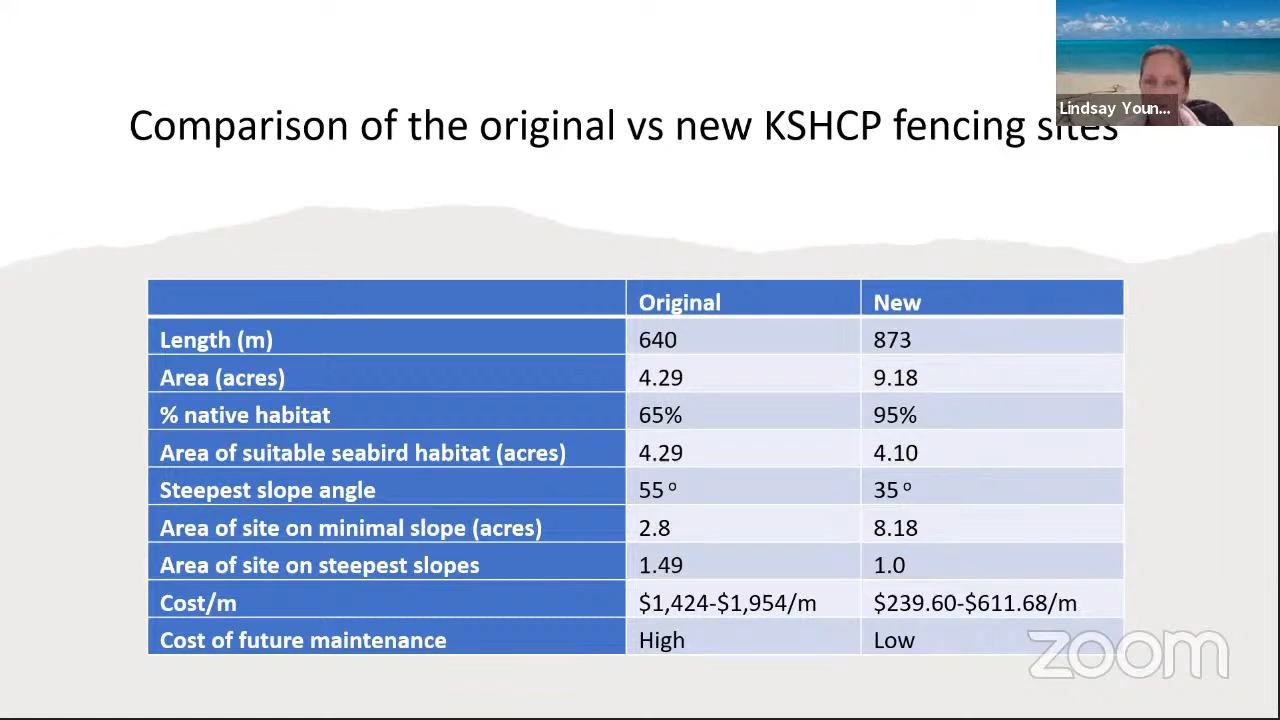 Lindsay Youn...
Comparison of the original vs new KSHCP fencing sites
Original New
Length (m) 640 873
Area (acres) 4.29 9.18
% native habitat 65% 95%
Area of suitable seabird habitat (acres) 4.29 4.10
Steepest slope angle 55° 35°
Area of site on minimal slope (acres) 2.8 8.18
Area of site on steepest slopes 1.49 1.0
Cost/m $1,424-$1,954/m $239.60-$611.68/m
Cost of future maintenance High Low
zoom